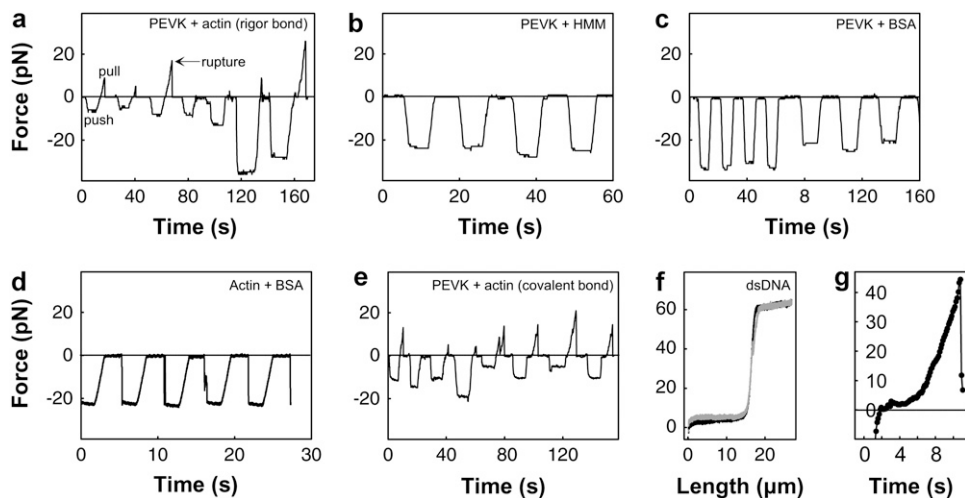 a
PEVK + actin (rigor bond)
Force (pN)
20
0
-20
pull
push
rupture
0
40
80
120
160
Time (s)
b
PEVK + HMM
20
0
-20
0
20
40
60
Time (s)
c
PEVK + BSA
20
0
-20
0
40
8
120
160
Time (s)
d
Actin + BSA
Force (pN)
20
0
-20
0
10
20
30
Time (s)
e
PEVK + actin (covalent bond)
20
0
-20
0
40
80
120
Time (s)
f
dsDNA
60
40
20
0
0
20
Length (µm)
g
40
30
20
10
0
0
4
8
Time (s)